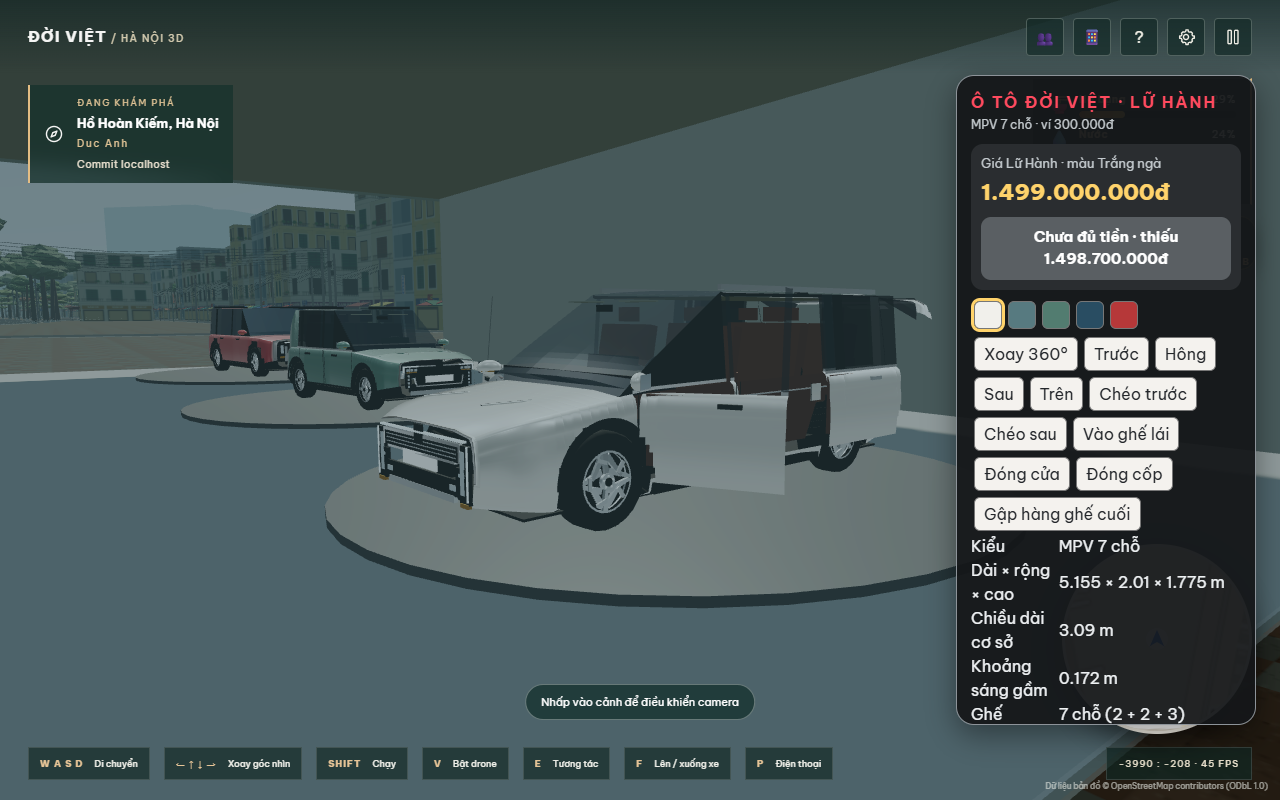 ĐỜI VIỆT / HÀ NỘI 3D
?
ĐANG KHÁM PHÁ
Hồ Hoàn Kiếm, Hà Nội
Duc Anh
Commit localhost
Ô TÔ ĐỜI VIỆT · LỮ HÀNH
MPV 7 chỗ · ví 300.000đ
Giá Lữ Hành · màu Trắng ngà
1.499.000.000đ
Chưa đủ tiền · thiếu
1.498.700.000đ
Xoay 360° Trước Hông
Sau Trên Chéo trước
Chéo sau Vào ghế lái
Đóng cửa Đóng cốp
Gập hàng ghế cuối
Kiểu MPV 7 chỗ
Dài × rộng
× cao 5.155 × 2.01 × 1.775 m
Chiều dài
cơ sở 3.09 m
Khoảng
sáng gầm 0.172 m
Ghế 7 chỗ (2 + 2 + 3)
Nhấp vào cảnh để điều khiển camera
W A S D Di chuyển
←↑↓→ Xoay góc nhìn
SHIFT Chạy
V Bật drone
E Tương tác
F Lên / xuống xe
P Điện thoại
-3990 : -208 · 45 FPS
Dữ liệu bản đồ © OpenStreetMap contributors (ODbL 1.0)